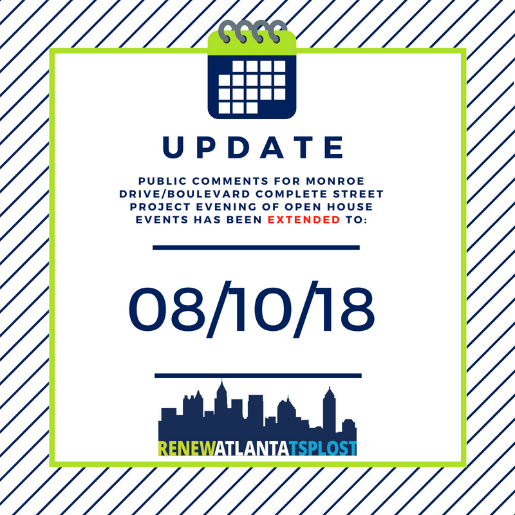 UPDATE
PUBLIC COMMENTS FOR MONROE
DRIVE/BOULEVARD COMPLETE STREET
PROJECT EVENING OF OPEN HOUSE
EVENTS HAS BEEN EXTENDED TO:
08/10/18
RENEWATLANTATSPLOST